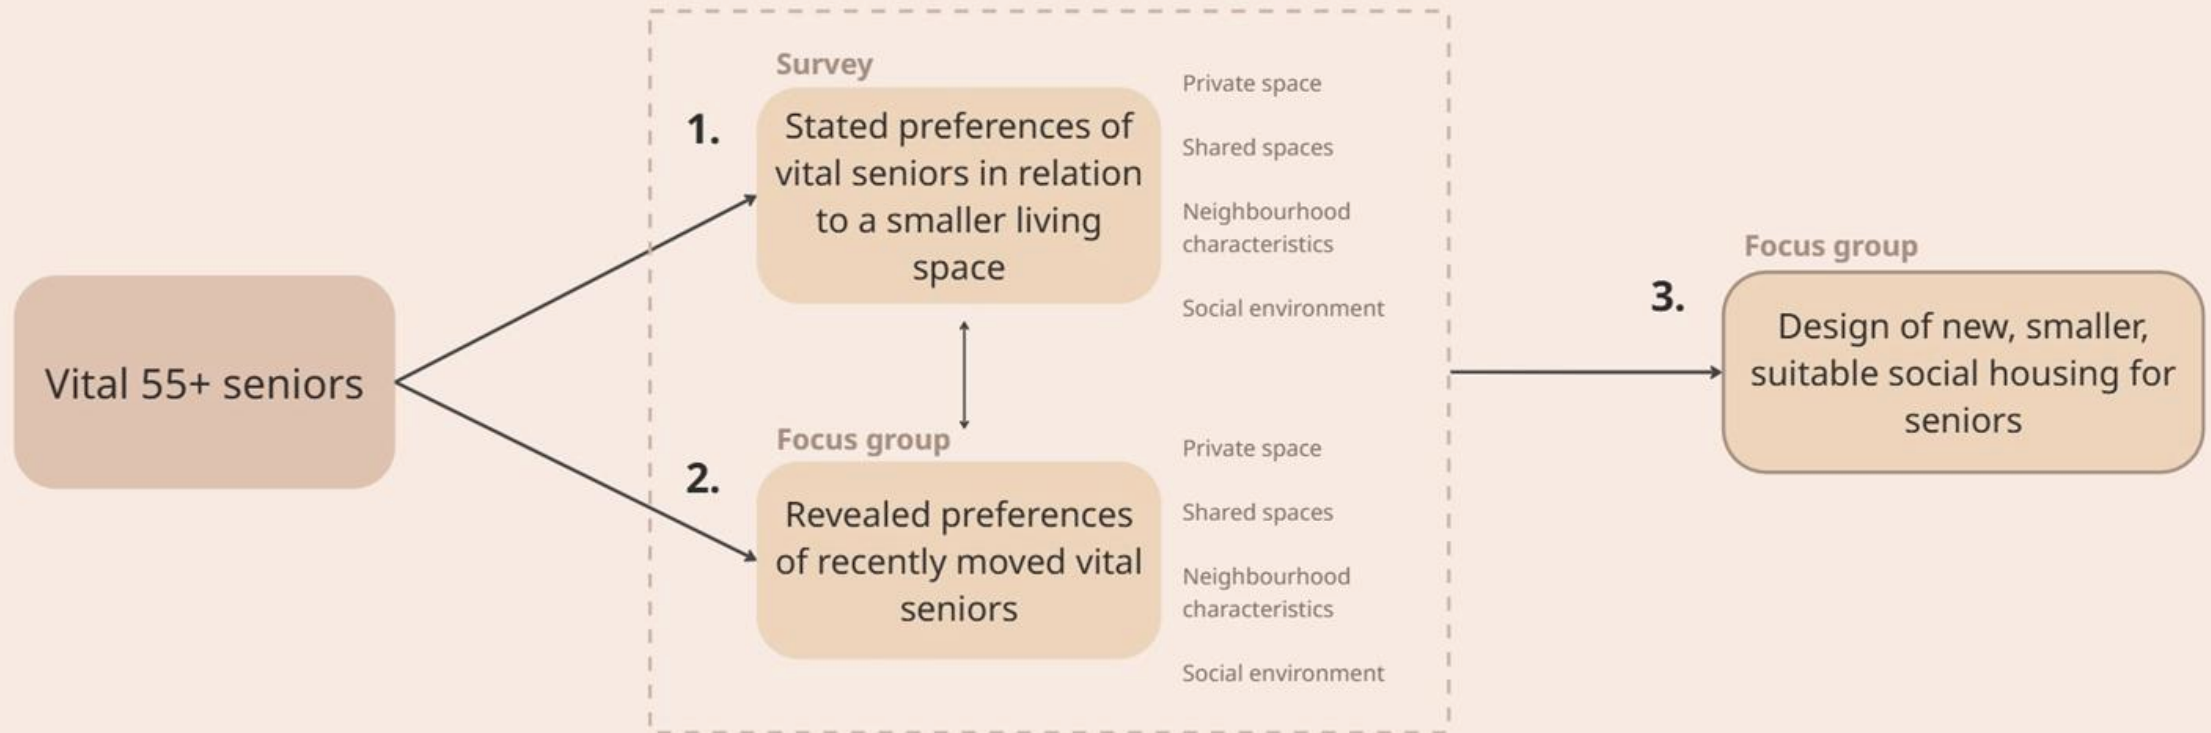 Vital 55+ seniors
Survey
1.
Stated preferences of
vital seniors in relation
to a smaller living
space
Private space
Shared spaces
Neighbourhood
characteristics
Social environment
Focus group
2.
Revealed preferences
of recently moved vital
seniors
Private space
Shared spaces
Neighbourhood
characteristics
Social environment
Focus group
3.
Design of new, smaller,
suitable social housing for
seniors